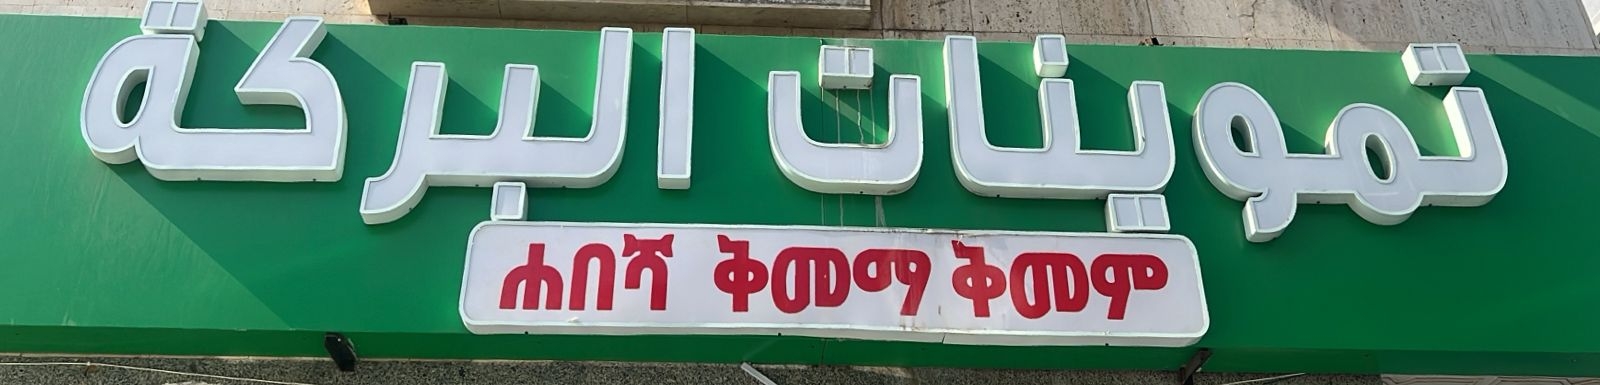 تموينات البركة
ሐበሻ ቅመማ ቅመም